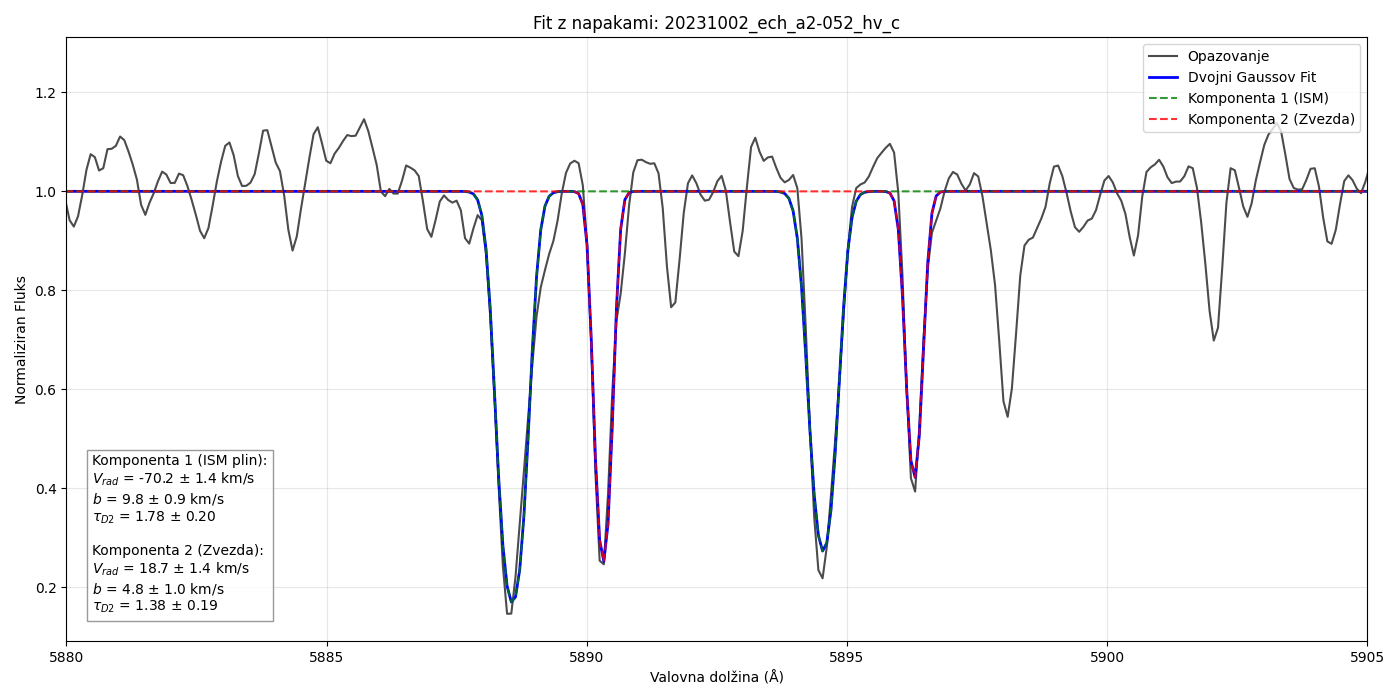 Fit z napakami: 20231002_ech_a2-052_hv_c
Normaliziran Fluks
1.2
1.0
0.8
0.6
0.4
0.2
Opazovanje
Dvojni Gaussov Fit
Komponenta 1 (ISM)
Komponenta 2 (Zvezda)
Komponenta 1 (ISM plin):
V_rad = -70.2 ± 1.4 km/s
b = 9.8 ± 0.9 km/s
τ_D2 = 1.78 ± 0.20
Komponenta 2 (Zvezda):
V_rad = 18.7 ± 1.4 km/s
b = 4.8 ± 1.0 km/s
τ_D2 = 1.38 ± 0.19
5880 5885 5890 5895 5900 5905
Valovna dolžina (Å)